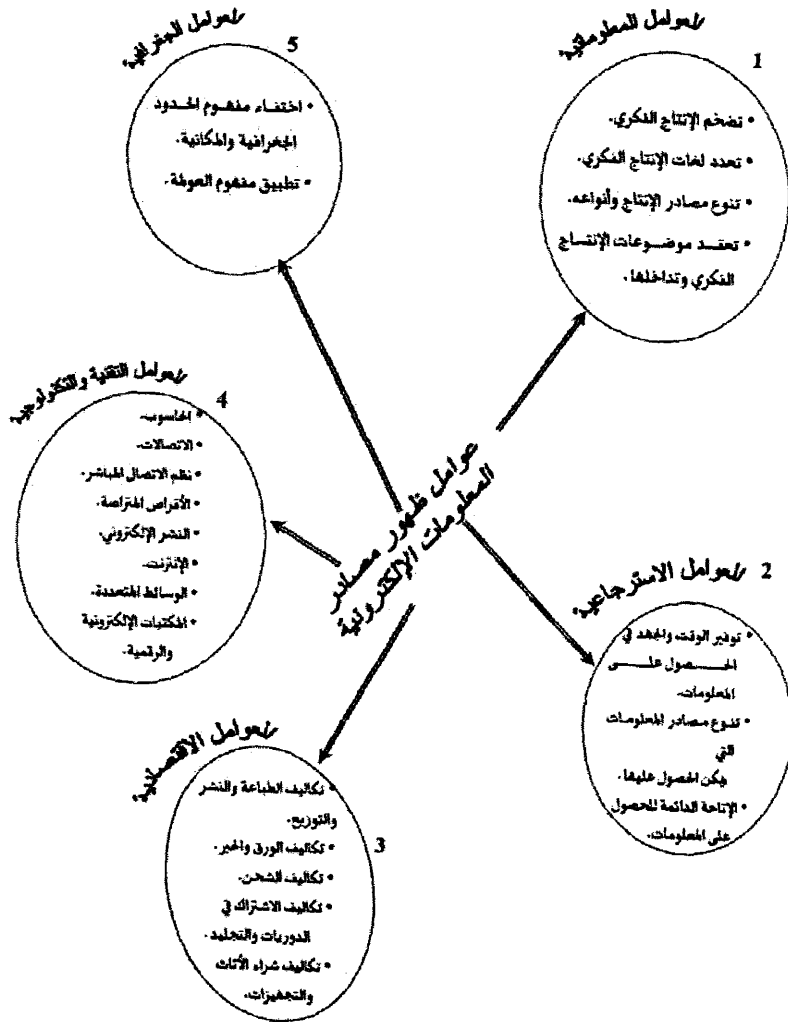 عوامل ظهور مصادر
المعلومات الإلكترونية
1
العوامل المعلوماتية
• تضخم الإنتاج الفكري.
• تعدد لغات الإنتاج الفكري.
• تنوع مصادر الإنتاج وأنواعه.
• تعقد موضوعات الإنتاج
الفكري وتداخلها.
2
العوامل الاسترجاعية
• توفير الوقت والجهد في
الحصول على
المعلومات.
• تنوع مصادر المعلومات
التي
يمكن الحصول عليها.
• الإتاحة الدائمة للحصول
على المعلومات.
3
العوامل الاقتصادية
• تكاليف الطباعة والنشر
والتوزيع.
• تكاليف الورق والحبر.
• تكاليف الشحن.
• تكاليف الاشتراك في
الدوريات والتجليد.
• تكاليف شراء الأثاث
والتجهيزات.
4
العوامل التقنية والتكنولوجية
• الحاسوب.
• الاتصالات.
• نظم الاتصال المباشر.
• الأقراص المتراصة.
• النشر الإلكتروني.
• الإنترنت.
• الوسائط المتعددة.
• المكتبات الإلكترونية
والرقمية.
5
العوامل الجغرافية
• اختفاء مفهوم الحدود
الجغرافية والمكانية.
• تطبيق مفهوم العولمة.